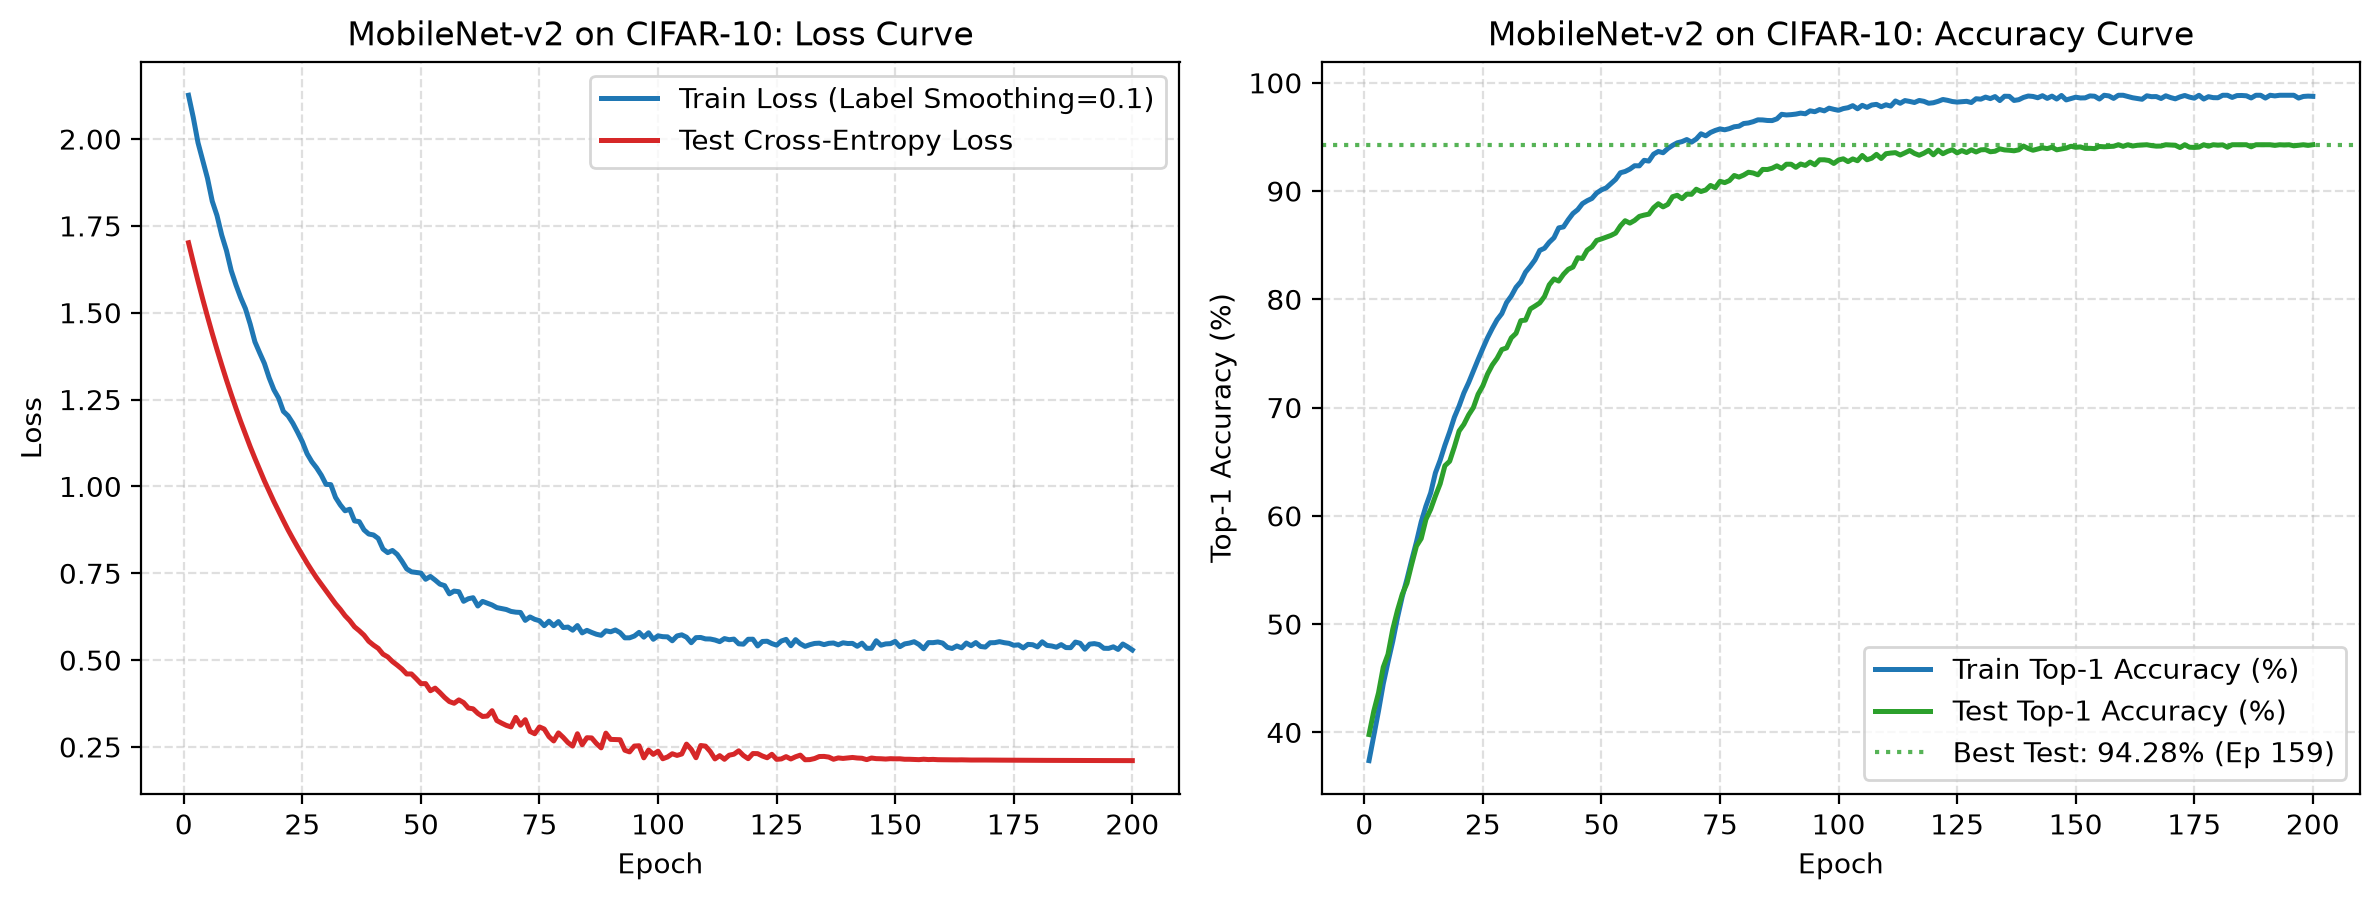 MobileNet-v2 on CIFAR-10: Loss Curve
Train Loss (Label Smoothing=0.1)
Test Cross-Entropy Loss
Loss
2.00
1.75
1.50
1.25
1.00
0.75
0.50
0.25
0 25 50 75 100 125 150 175 200
Epoch
MobileNet-v2 on CIFAR-10: Accuracy Curve
Top-1 Accuracy (%)
100
90
80
70
60
50
40
Train Top-1 Accuracy (%)
Test Top-1 Accuracy (%)
Best Test: 94.28% (Ep 159)
0 25 50 75 100 125 150 175 200
Epoch